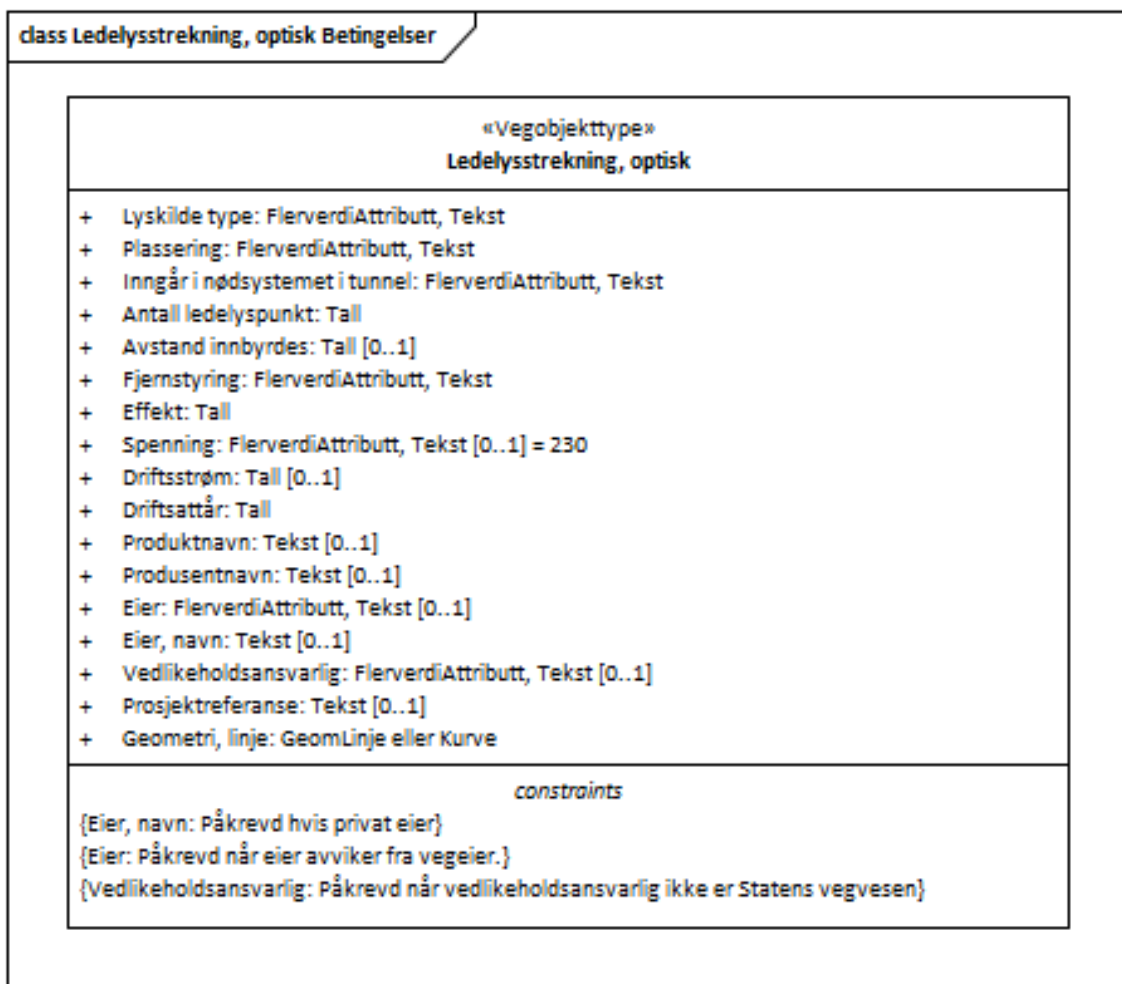 class Ledelysstrekning, optisk Betingelser
«Vegobjekttype»
Ledelysstrekning, optisk
+ Lyskilde type: FlerverdiAttributt, Tekst
+ Plassering: FlerverdiAttributt, Tekst
+ Inngår i nødsystemet i tunnel: FlerverdiAttributt, Tekst
+ Antall ledelyspunkt: Tall
+ Avstand innbyrdes: Tall [0..1]
+ Fjernstyring: FlerverdiAttributt, Tekst
+ Effekt: Tall
+ Spenning: FlerverdiAttributt, Tekst [0..1] = 230
+ Driftsstrøm: Tall [0..1]
+ Driftsattår: Tall
+ Produktnavn: Tekst [0..1]
+ Produsentnavn: Tekst [0..1]
+ Eier: FlerverdiAttributt, Tekst [0..1]
+ Eier, navn: Tekst [0..1]
+ Vedlikeholdsansvarlig: FlerverdiAttributt, Tekst [0..1]
+ Prosjektreferanse: Tekst [0..1]
+ Geometri, linje: GeomLinje eller Kurve
constraints
{Eier, navn: Påkrevd hvis privat eier}
{Eier: Påkrevd når eier avviker fra vegeier.}
{Vedlikeholdsansvarlig: Påkrevd når vedlikeholdsansvarlig ikke er Statens vegvesen}